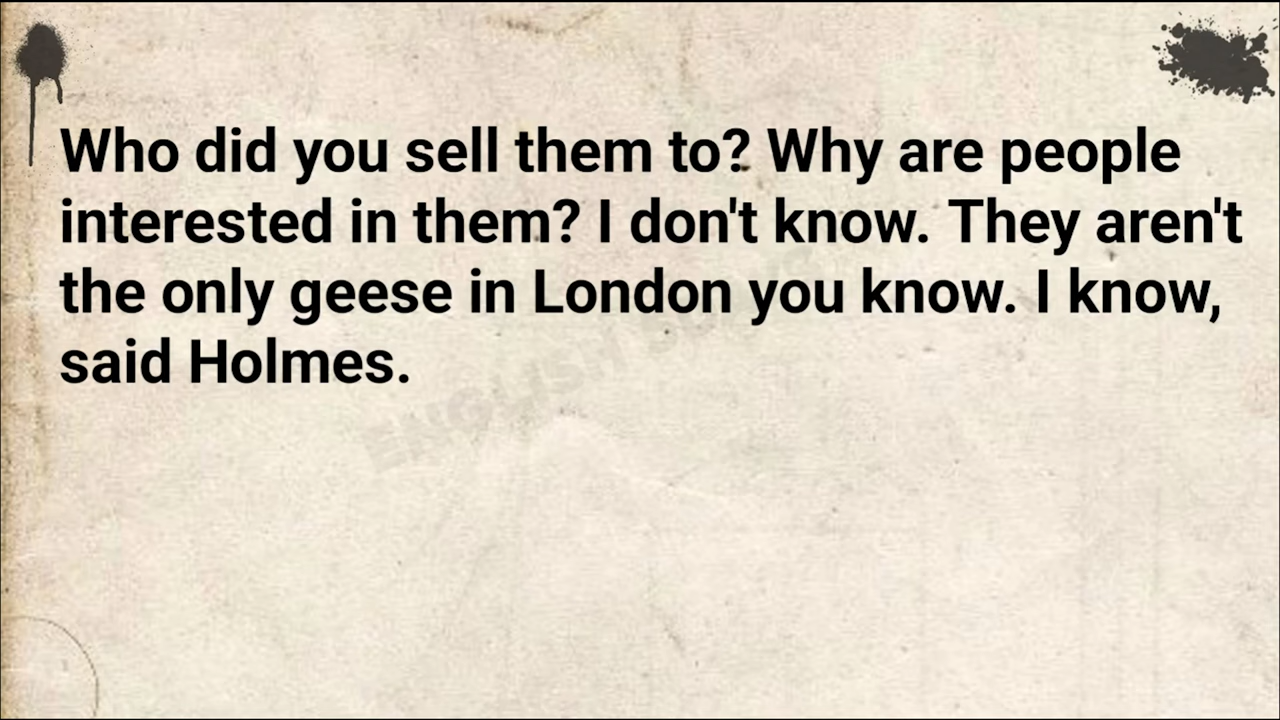 Who did you sell them to? Why are people
interested in them? I don't know. They aren't
the only geese in London you know. I know,
said Holmes.
ENGLISH